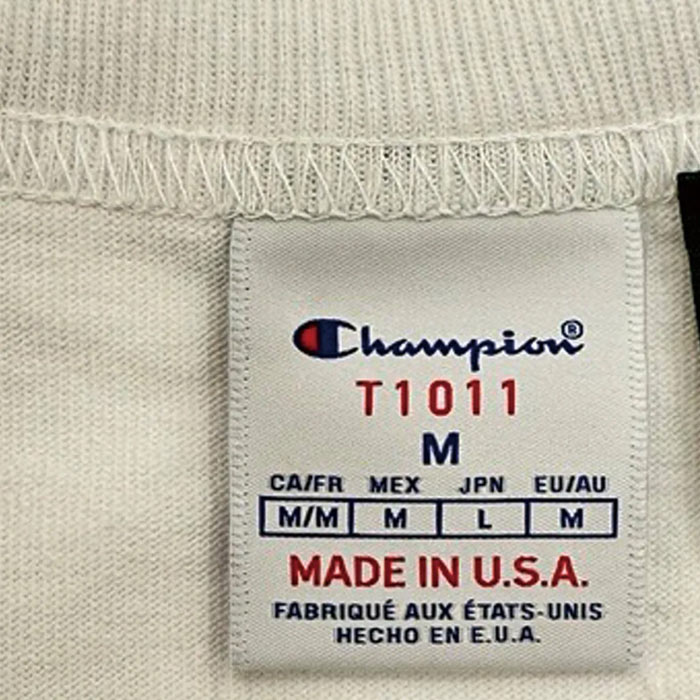 Champion®
T1011
M
CA/FR MEX JPN EU/AU
M/M M L M
MADE IN U.S.A.
FABRIQUÉ AUX ÉTATS-UNIS
HECHO EN E.U.A.